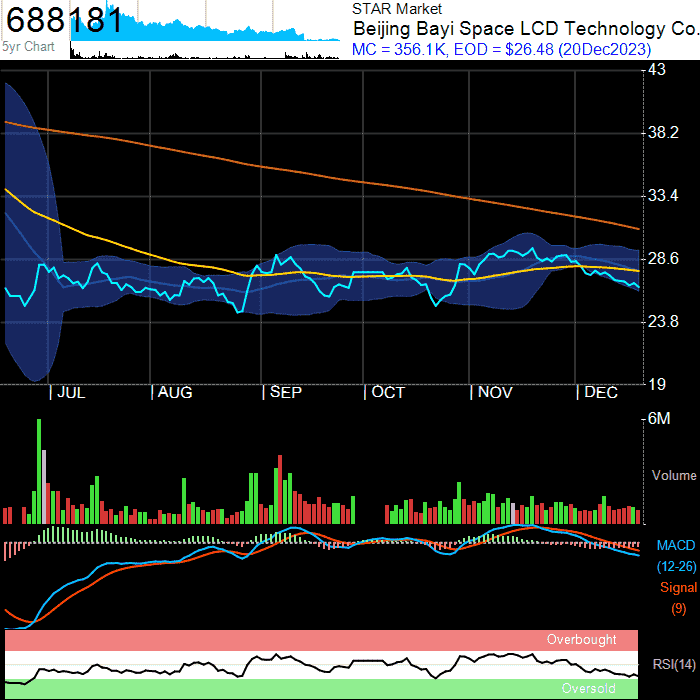 688181
5yr Chart
STAR Market
Beijing Bayi Space LCD Technology Co.
MC = 356.1K, EOD = $26.48 (20Dec2023)
43
38.2
33.4
28.6
23.8
19
JUL
AUG
SEP
OCT
NOV
DEC
6M
Volume
MACD
(12-26)
Signal
(9)
Overbought
RSI(14)
Oversold